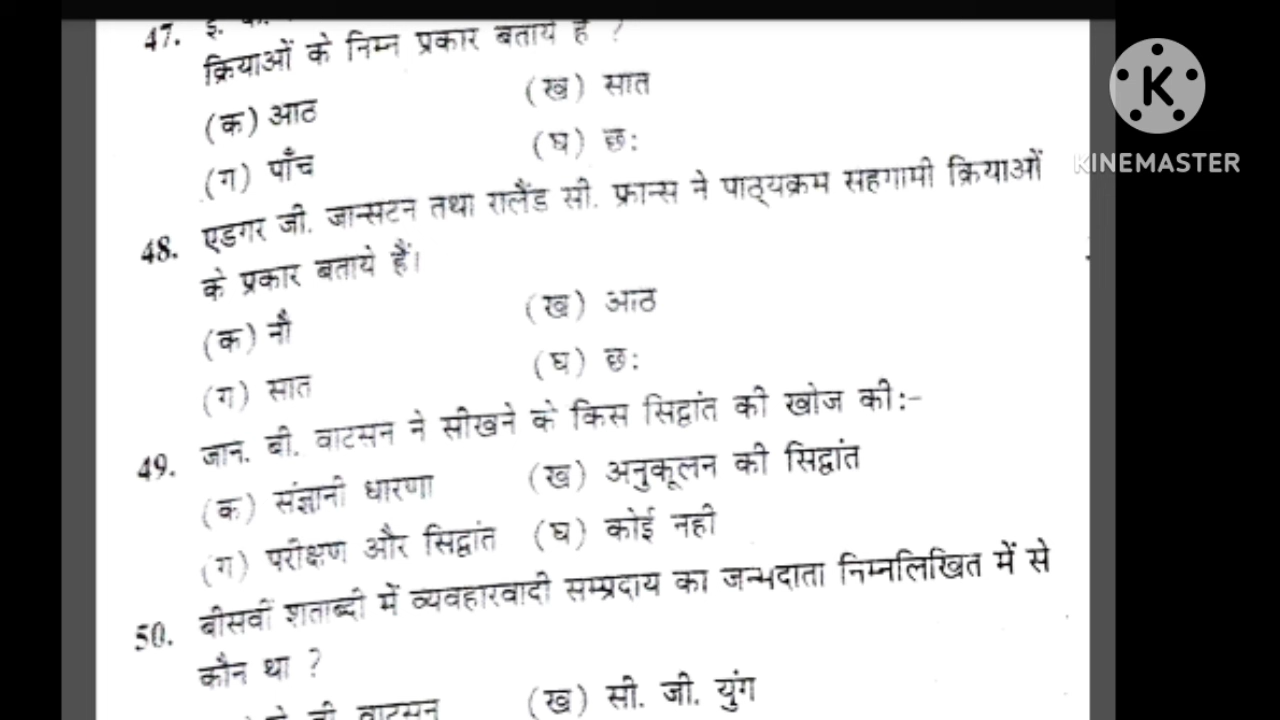 47. ई.
क्रियाओं के निम्न प्रकार बताये हैं ?
(क) आठ (ख) सात
(ग) पाँच (घ) छः
48. एडगर जी. जान्सटन तथा रालैंड सी. फ्रान्स ने पाठ्यक्रम सहगामी क्रियाओं
के प्रकार बताये हैं।
(क) नौ (ख) आठ
(ग) सात (घ) छः
49. जान. बी. वाटसन ने सीखने के किस सिद्वांत की खोज की:-
(क) संज्ञानी धारणा (ख) अनुकूलन की सिद्वांत
(ग) परीक्षण और सिद्वांत (घ) कोई नही
50. बीसवीं शताब्दी में व्यवहारवादी सम्प्रदाय का जन्मदाता निम्नलिखित में से
कौन था ?
वाटसन (ख) सी. जी. युंग
K
KINEMASTER